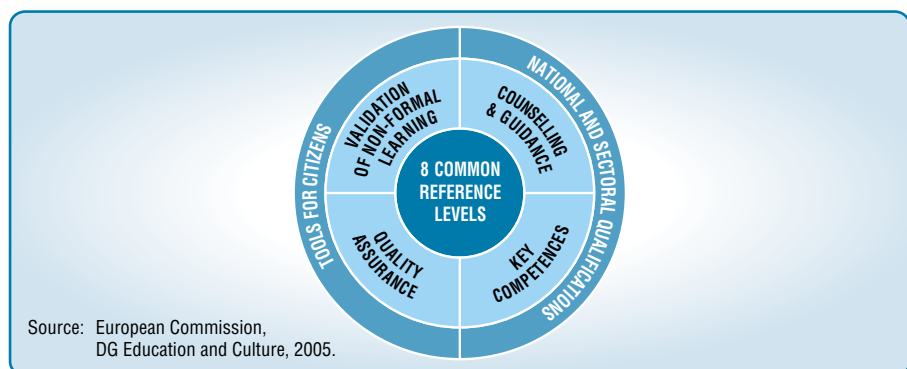 TOOLS FOR CITIZENS
NATIONAL AND SECTORAL QUALIFICATIONS
VALIDATION
OF NON-FORMAL
LEARNING
COUNSELLING
& GUIDANCE
8 COMMON
REFERENCE
LEVELS
QUALITY
ASSURANCE
KEY
COMPETENCES
Source: European Commission,
DG Education and Culture, 2005.